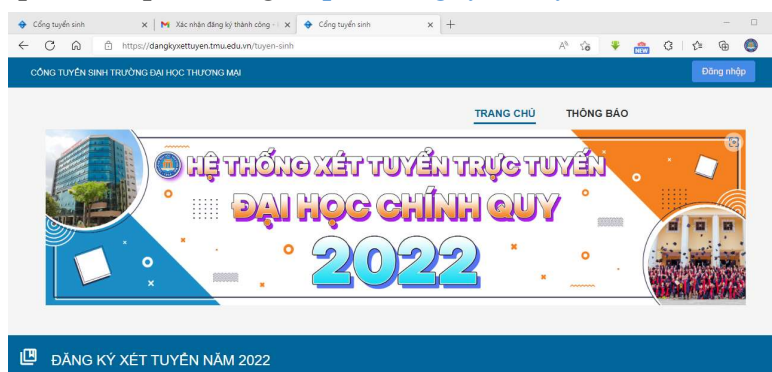 Cổng tuyển sinh
Xác nhận đăng ký thành công -
Cổng tuyển sinh
https://dangkyxettuyen.tmu.edu.vn/tuyen-sinh
NEW
CỔNG TUYỂN SINH TRƯỜNG ĐẠI HỌC THƯƠNG MẠI
Đăng nhập
TRANG CHỦ THÔNG BÁO
HỆ THỐNG XÉT TUYỂN TRỰC TUYẾN
ĐẠI HỌC CHÍNH QUY
2022
ĐĂNG KÝ XÉT TUYỂN NĂM 2022